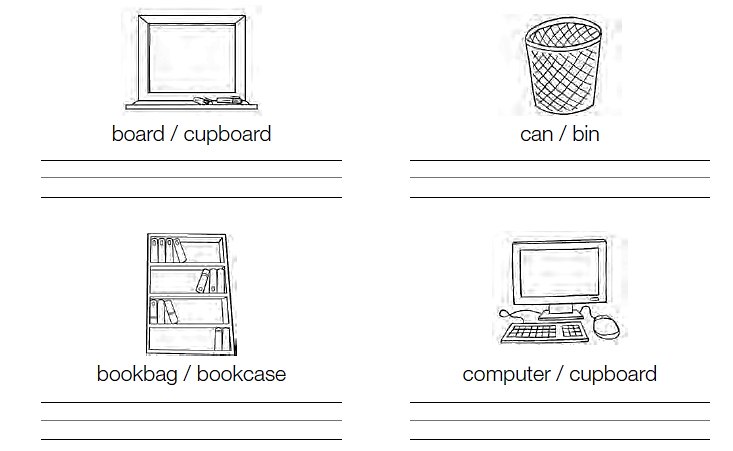 board / cupboard
can / bin
bookbag / bookcase
computer / cupboard